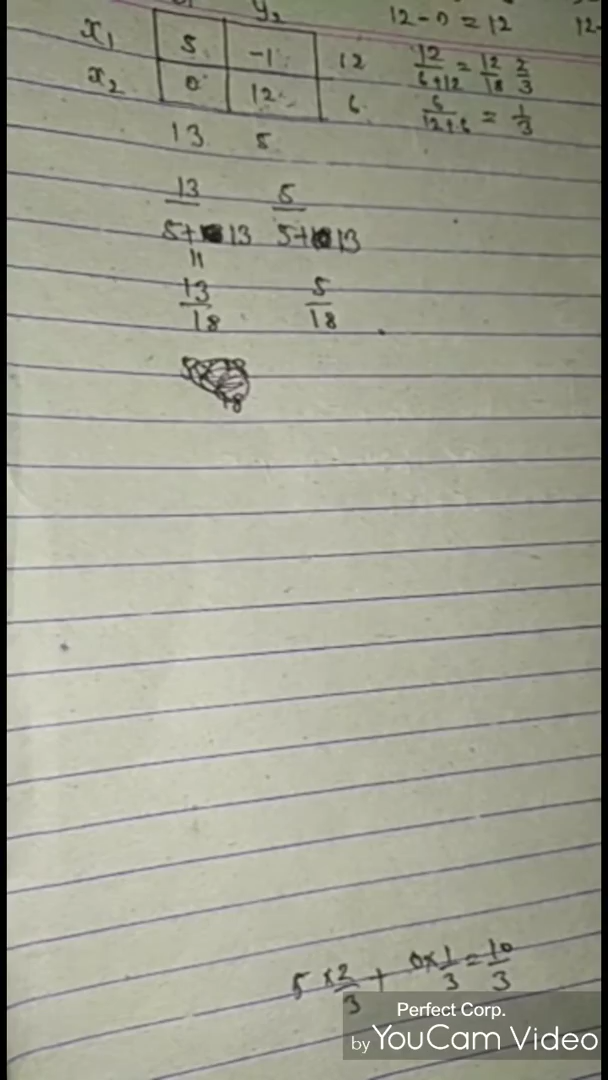 y2 12 - 0 = 12 12-
x1 5 -1 12 12/6+12 = 12/18 2/3
x2 0 12 6 6/12+6 = 1/3
13 5
13/5+13 5/5+13
11
13/18 5/18 .
5 × 2/3 + 0 × 1/3 = 10/3
Perfect Corp.
by YouCam Video